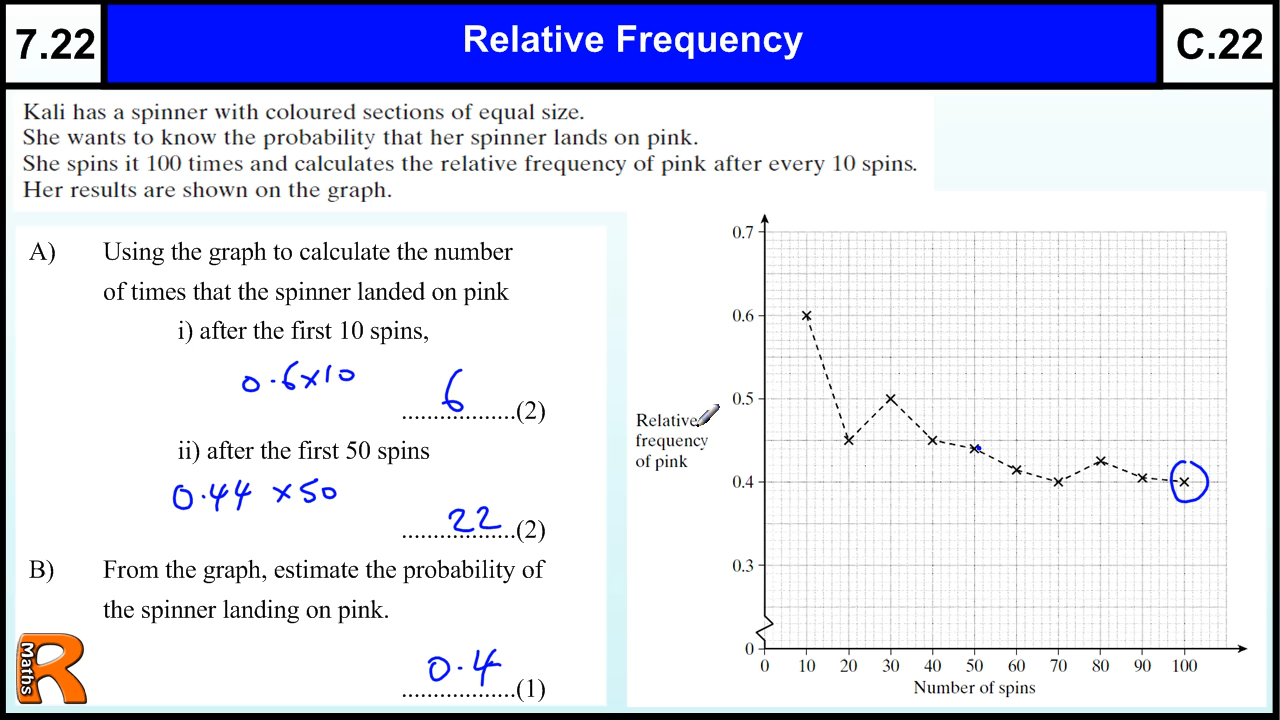 7.22
Relative Frequency
C.22
Kali has a spinner with coloured sections of equal size.
She wants to know the probability that her spinner lands on pink.
She spins it 100 times and calculates the relative frequency of pink after every 10 spins.
Her results are shown on the graph.
A) Using the graph to calculate the number
of times that the spinner landed on pink
i) after the first 10 spins,
0.6×10
6
..................(2)
ii) after the first 50 spins
0.44 ×50
22
..................(2)
B) From the graph, estimate the probability of
the spinner landing on pink.
0.4
..................(1)
Maths
R
0.7
0.6
0.5
0.4
0.3
0
Relative
frequency
of pink
0 10 20 30 40 50 60 70 80 90 100
Number of spins